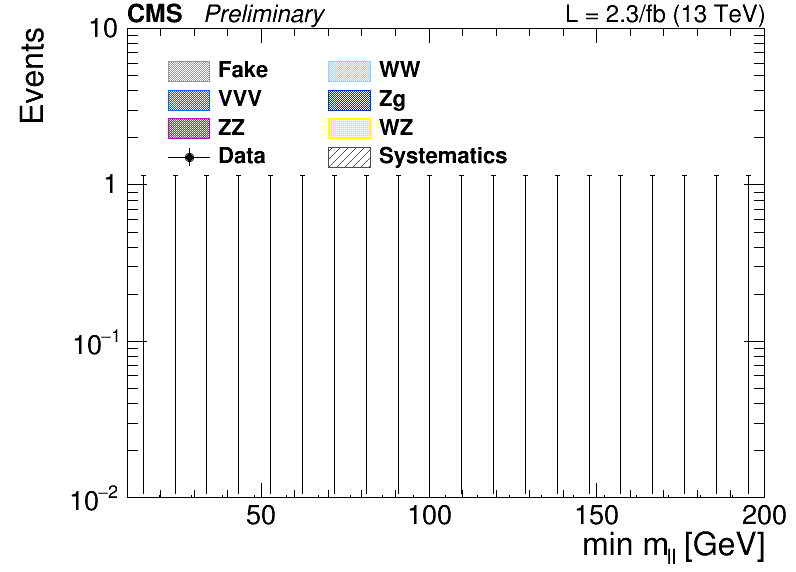 CMS Preliminary L = 2.3/fb (13 TeV)
Events
10
1
10⁻¹
10⁻²
Fake WW
VVV Zg
ZZ WZ
Data Systematics
50 100 150 200
min m_ll [GeV]